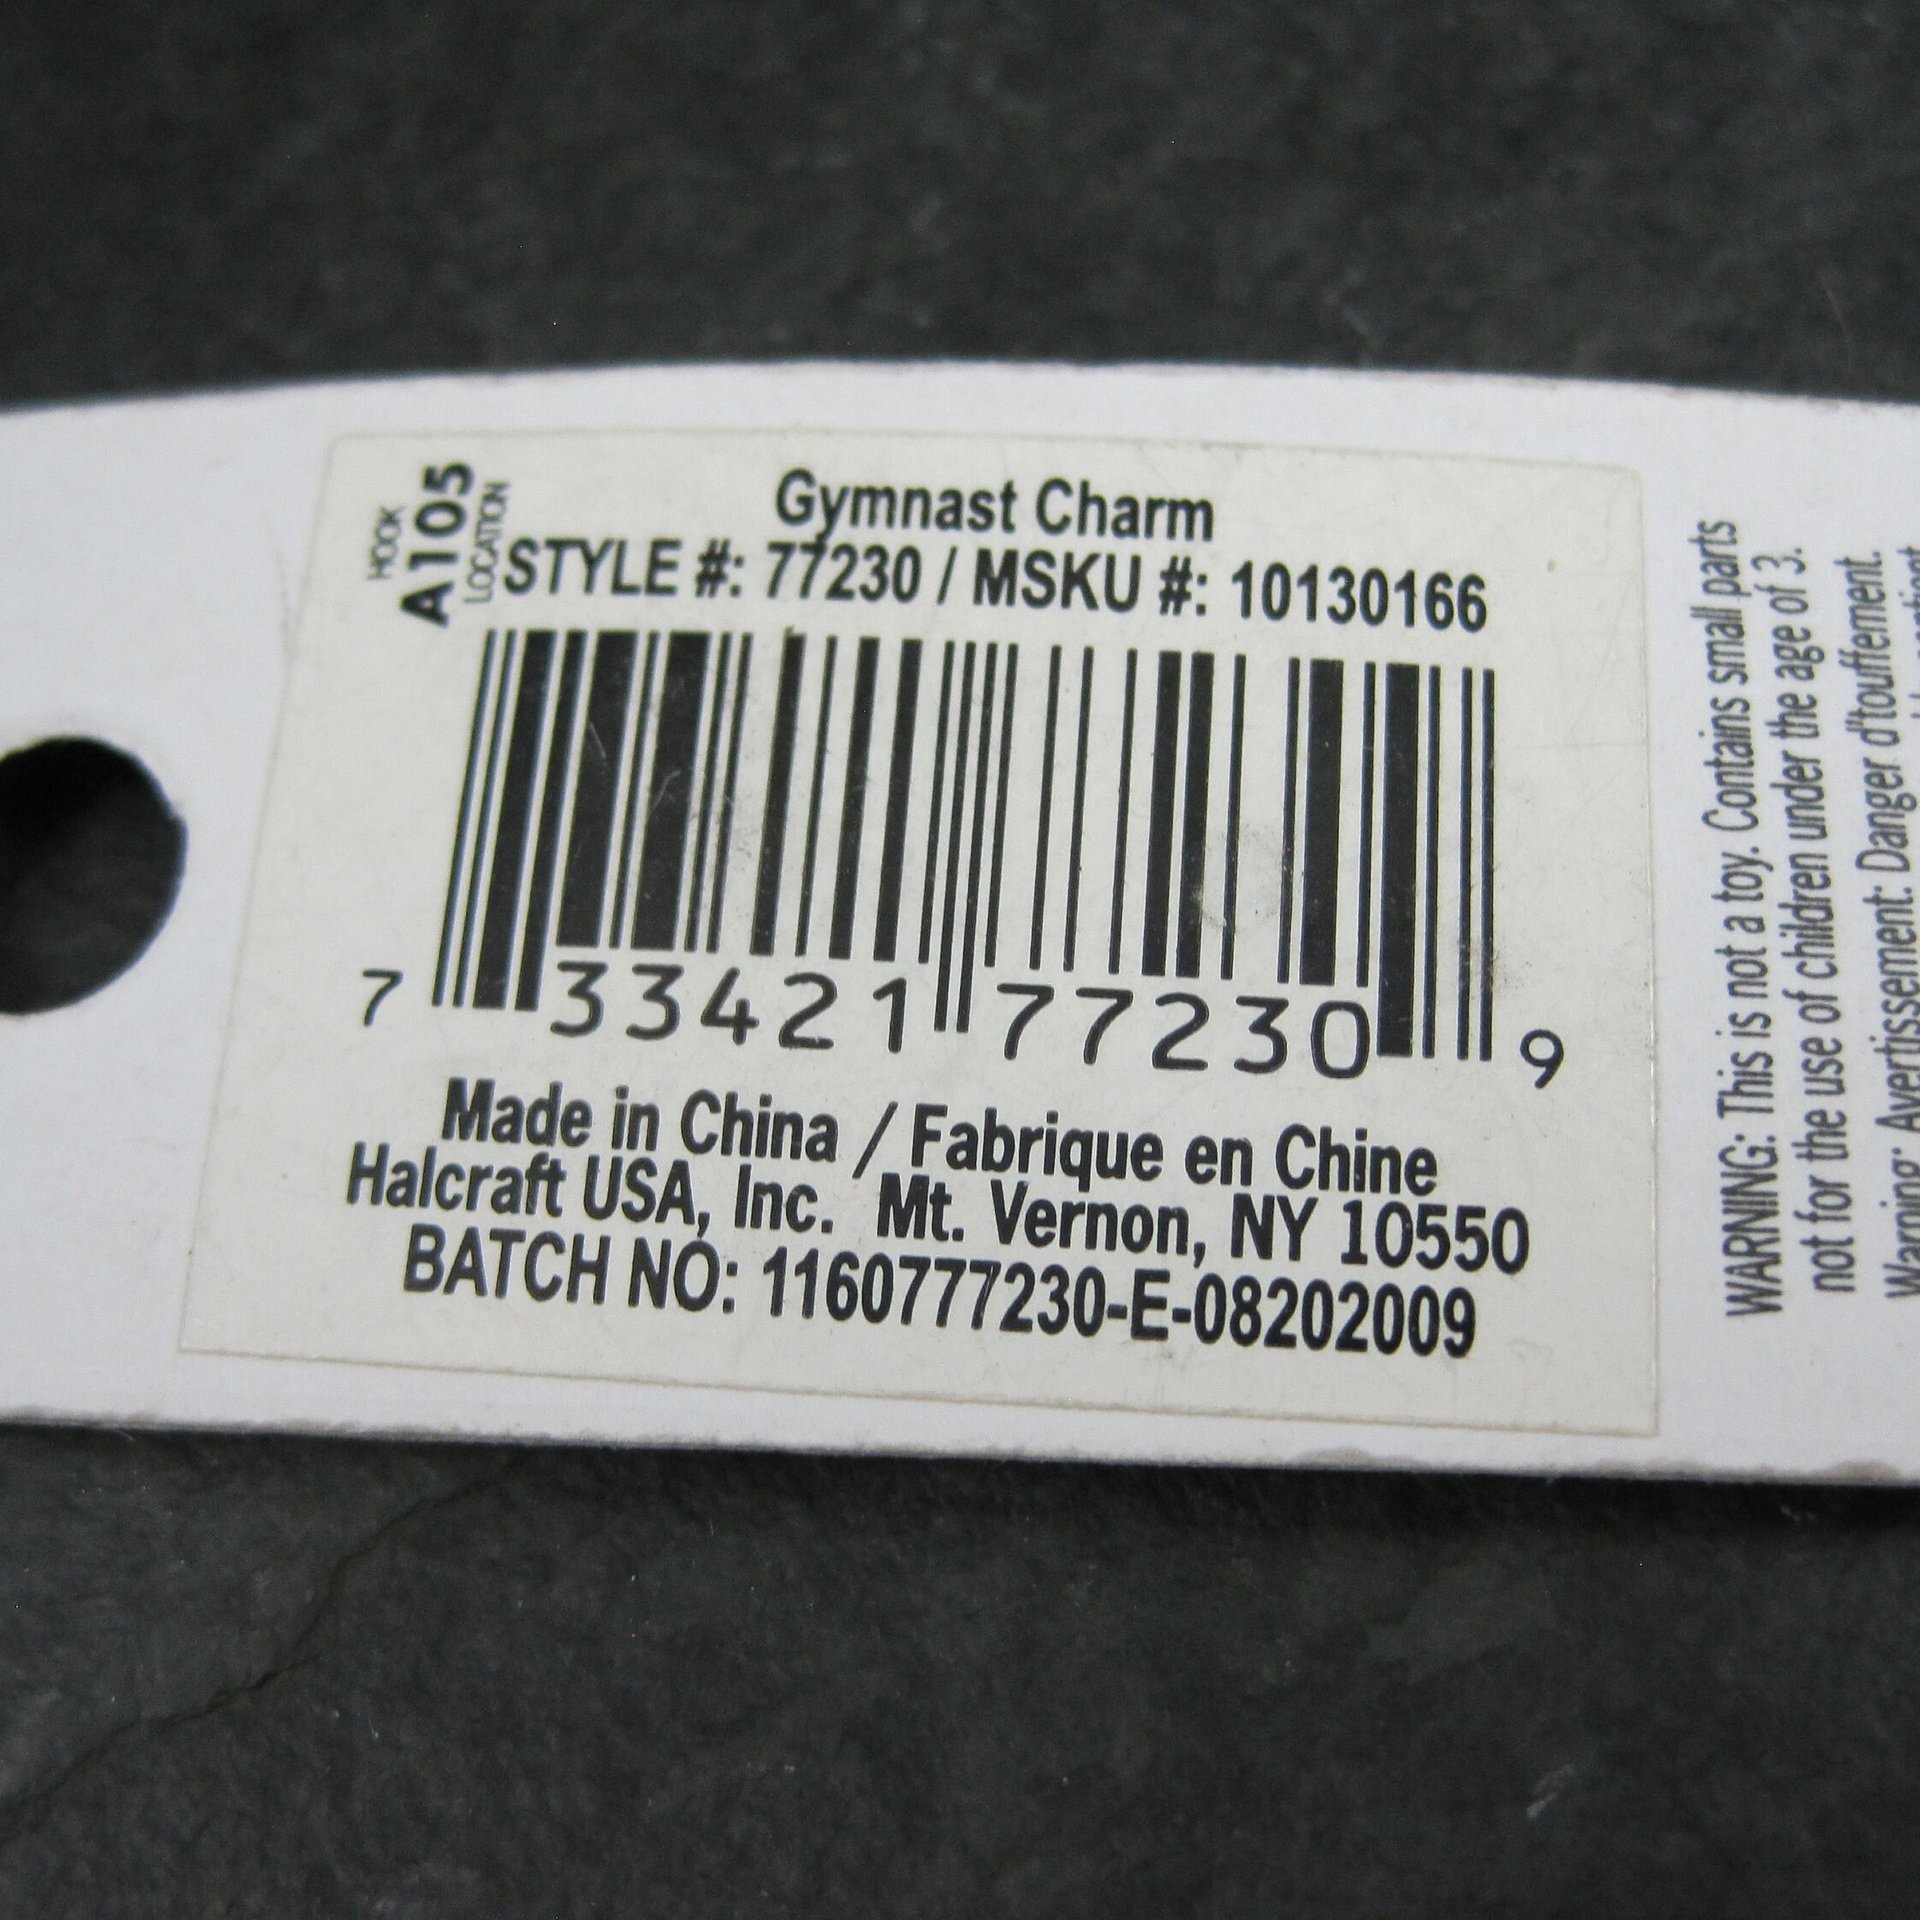 HOOK
A105
LOCATION
Gymnast Charm
STYLE #: 77230 / MSKU #: 10130166
7 33421 77230 9
Made in China / Fabrique en Chine
Halcraft USA, Inc. Mt. Vernon, NY 10550
BATCH NO: 1160777230-E-08202009
WARNING: This is not a toy. Contains small parts
not for the use of children under the age of 3.
Warning: Avertissement: Danger d'touffement.